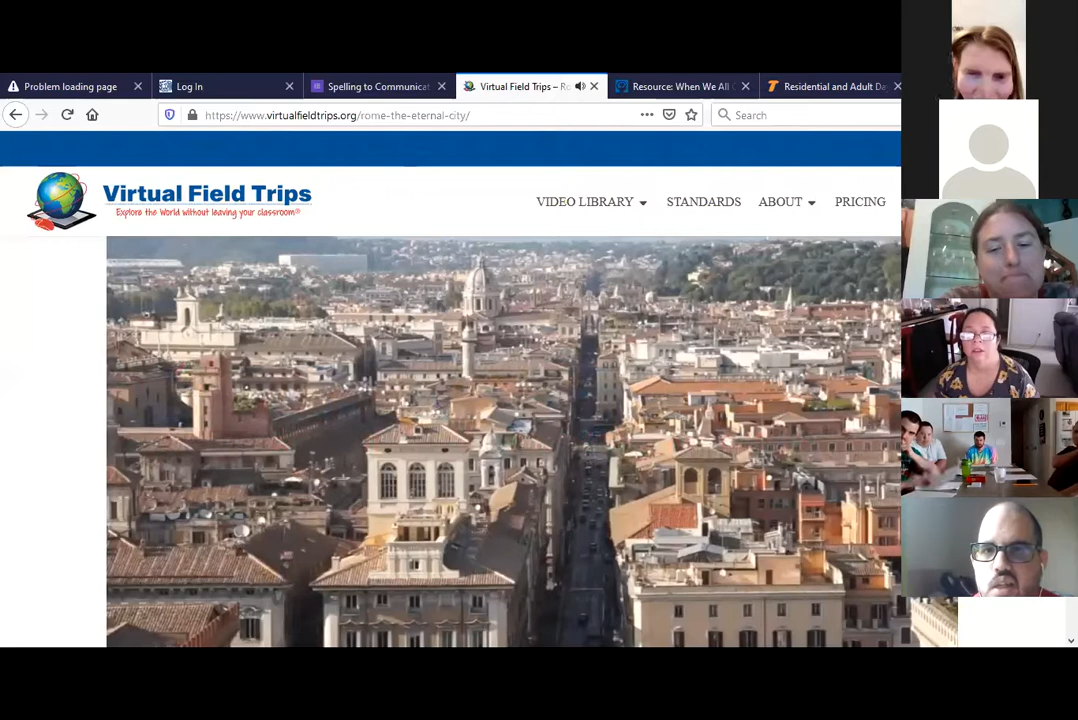 Problem loading page
Log In
Spelling to Communicat
Virtual Field Trips – Ro
Resource: When We All C
Residential and Adult Da
https://www.virtualfieldtrips.org/rome-the-eternal-city/
Search
Virtual Field Trips
Explore the World without leaving your classroom®
VIDEO LIBRARY
STANDARDS
ABOUT
PRICING